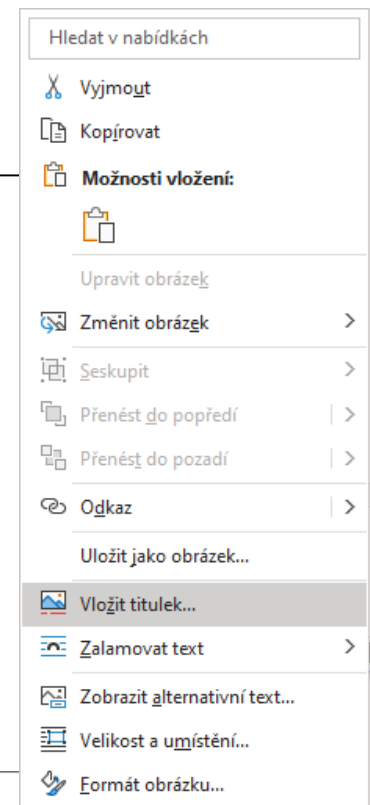 Hledat v nabídkách
Vyjmout
Kopírovat
Možnosti vložení:
Upravit obrázek
Změnit obrázek
Seskupit
Přenést do popředí
Přenést do pozadí
Odkaz
Uložit jako obrázek...
Vložit titulek...
Zalamovat text
Zobrazit alternativní text...
Velikost a umístění...
Formát obrázku...